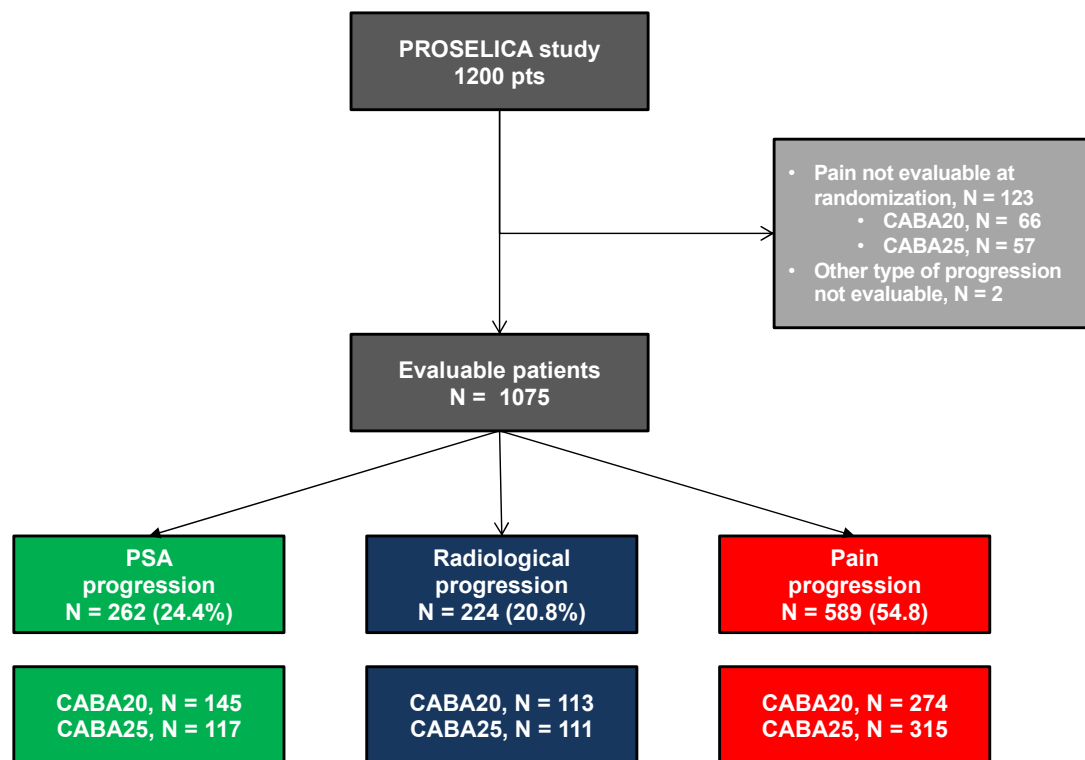 PROSELICA study
1200 pts
• Pain not evaluable at
randomization, N = 123
• CABA20, N = 66
• CABA25, N = 57
• Other type of progression
not evaluable, N = 2
Evaluable patients
N = 1075
PSA
progression
N = 262 (24.4%)
Radiological
progression
N = 224 (20.8%)
Pain
progression
N = 589 (54.8)
CABA20, N = 145
CABA25, N = 117
CABA20, N = 113
CABA25, N = 111
CABA20, N = 274
CABA25, N = 315